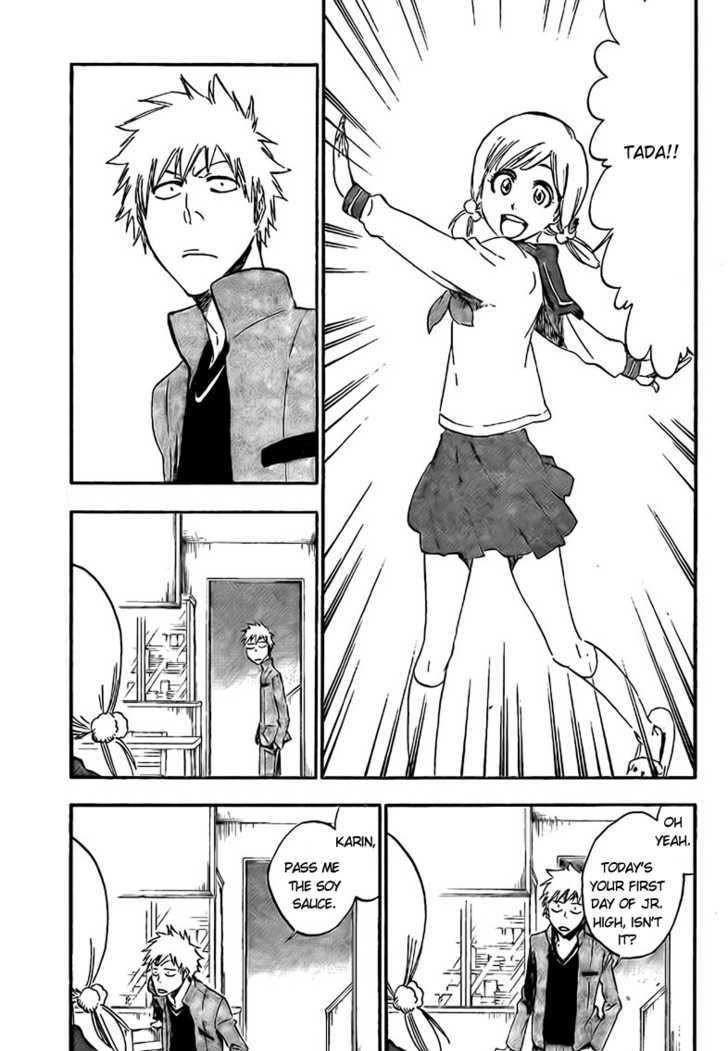 TADA!!
OH
YEAH.
TODAY'S
YOUR FIRST
DAY OF JR.
HIGH, ISN'T
IT?
KARIN,
PASS ME
THE SOY
SAUCE.